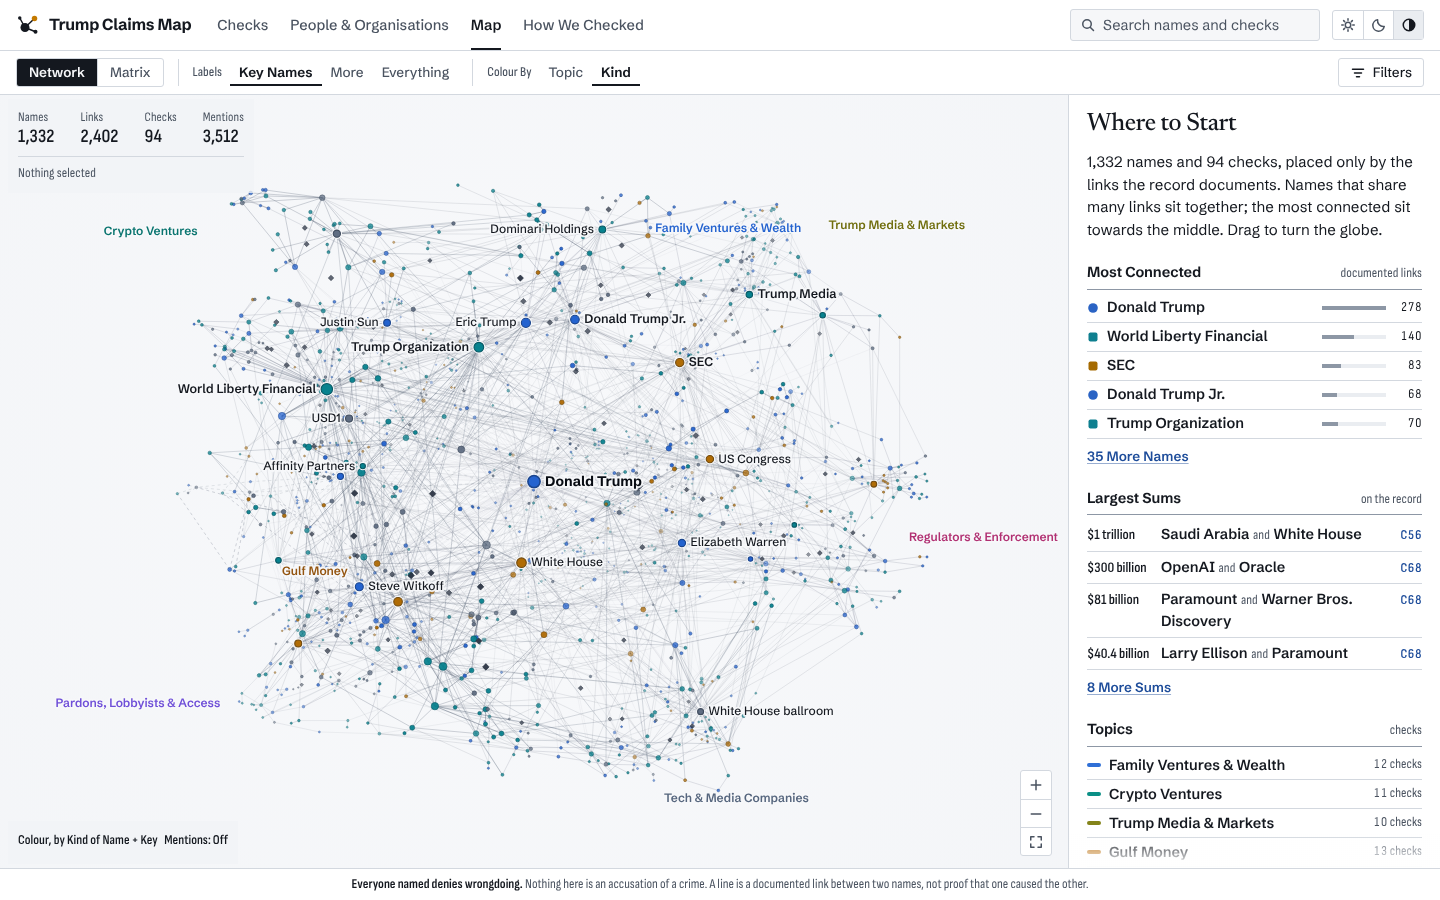 Trump Claims Map
Checks
People & Organisations
Map
How We Checked
Search names and checks
Network
Matrix
Labels
Key Names
More
Everything
Colour By
Topic
Kind
Filters
Names Links Checks Mentions
1,332 2,402 94 3,512
Nothing selected
Crypto Ventures
Dominari Holdings
Family Ventures & Wealth
Trump Media & Markets
Trump Media
Justin Sun
Eric Trump
Donald Trump Jr.
Trump Organization
SEC
World Liberty Financial
USD1
US Congress
Affinity Partners
Donald Trump
Regulators & Enforcement
Elizabeth Warren
White House
Gulf Money
Steve Witkoff
Pardons, Lobbyists & Access
White House ballroom
Tech & Media Companies
Colour, by Kind of Name + Key Mentions: Off
Where to Start
1,332 names and 94 checks, placed only by the
links the record documents. Names that share
many links sit together; the most connected sit
towards the middle. Drag to turn the globe.
Most Connected documented links
Donald Trump 278
World Liberty Financial 140
SEC 83
Donald Trump Jr. 68
Trump Organization 70
35 More Names
Largest Sums on the record
$1 trillion Saudi Arabia and White House C56
$300 billion OpenAI and Oracle C68
$81 billion Paramount and Warner Bros. C68
Discovery
$40.4 billion Larry Ellison and Paramount C68
8 More Sums
Topics checks
Family Ventures & Wealth 12 checks
Crypto Ventures 11 checks
Trump Media & Markets 10 checks
Gulf Money 13 checks
Everyone named denies wrongdoing. Nothing here is an accusation of a crime. A line is a documented link between two names, not proof that one caused the other.